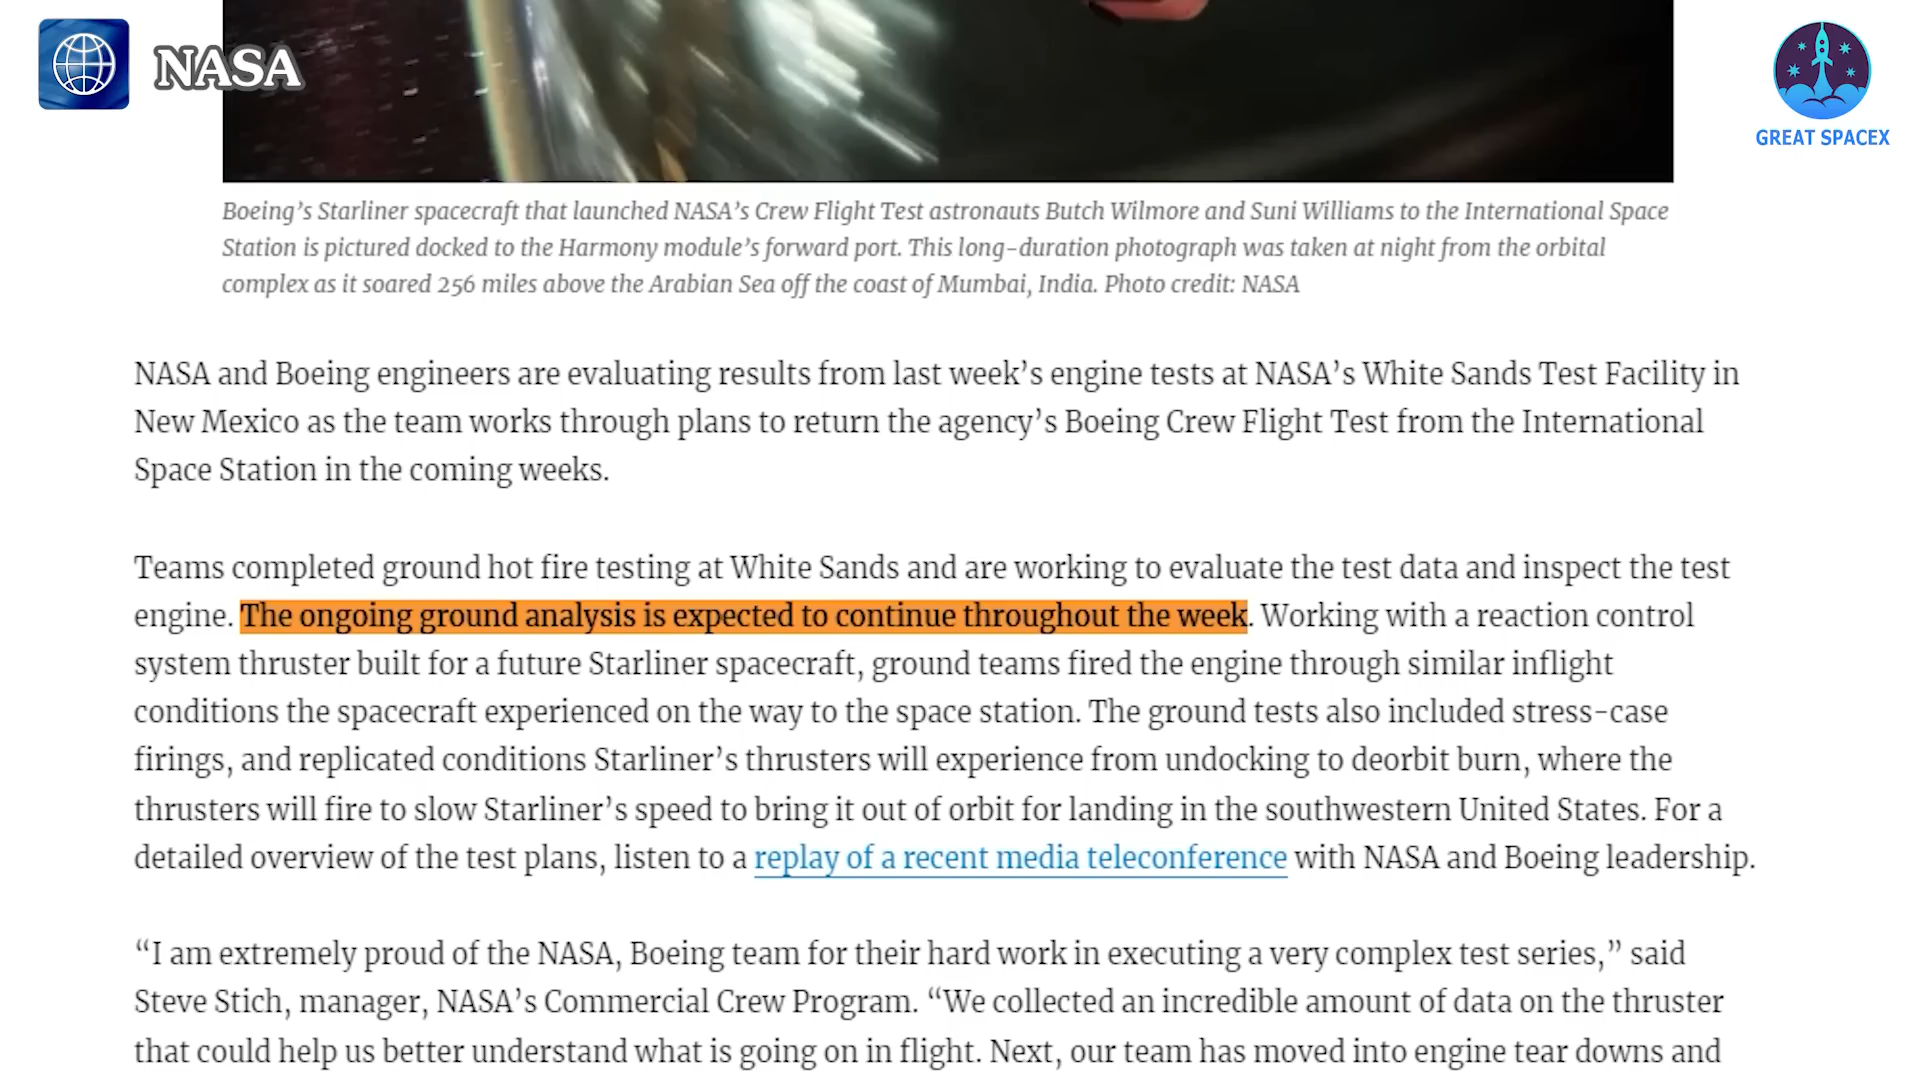 NASA
GREAT SPACEX
Boeing’s Starliner spacecraft that launched NASA’s Crew Flight Test astronauts Butch Wilmore and Suni Williams to the International Space
Station is pictured docked to the Harmony module’s forward port. This long-duration photograph was taken at night from the orbital
complex as it soared 256 miles above the Arabian Sea off the coast of Mumbai, India. Photo credit: NASA
NASA and Boeing engineers are evaluating results from last week’s engine tests at NASA’s White Sands Test Facility in
New Mexico as the team works through plans to return the agency’s Boeing Crew Flight Test from the International
Space Station in the coming weeks.
Teams completed ground hot fire testing at White Sands and are working to evaluate the test data and inspect the test
engine. The ongoing ground analysis is expected to continue throughout the week. Working with a reaction control
system thruster built for a future Starliner spacecraft, ground teams fired the engine through similar inflight
conditions the spacecraft experienced on the way to the space station. The ground tests also included stress-case
firings, and replicated conditions Starliner’s thrusters will experience from undocking to deorbit burn, where the
thrusters will fire to slow Starliner’s speed to bring it out of orbit for landing in the southwestern United States. For a
detailed overview of the test plans, listen to a replay of a recent media teleconference with NASA and Boeing leadership.
“I am extremely proud of the NASA, Boeing team for their hard work in executing a very complex test series,” said
Steve Stich, manager, NASA’s Commercial Crew Program. “We collected an incredible amount of data on the thruster
that could help us better understand what is going on in flight. Next, our team has moved into engine tear downs and